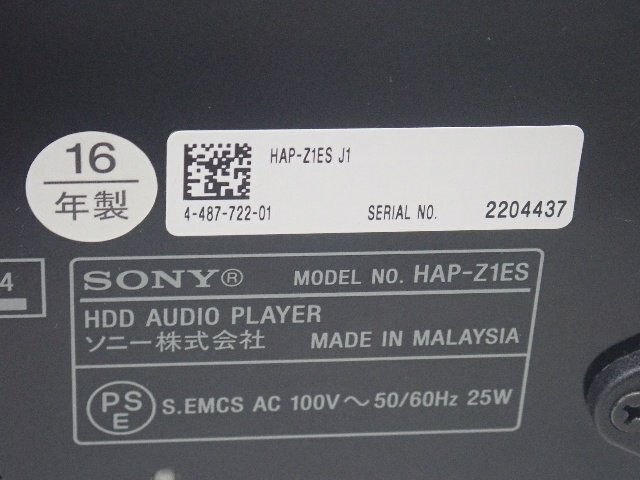 16
年製
HAP-Z1ES J1
4-487-722-01 SERIAL NO. 2204437
4
SONY® MODEL NO. HAP-Z1ES
HDD AUDIO PLAYER
ソニー株式会社 MADE IN MALAYSIA
PS
E
S.EMCS AC 100V～50/60Hz 25W